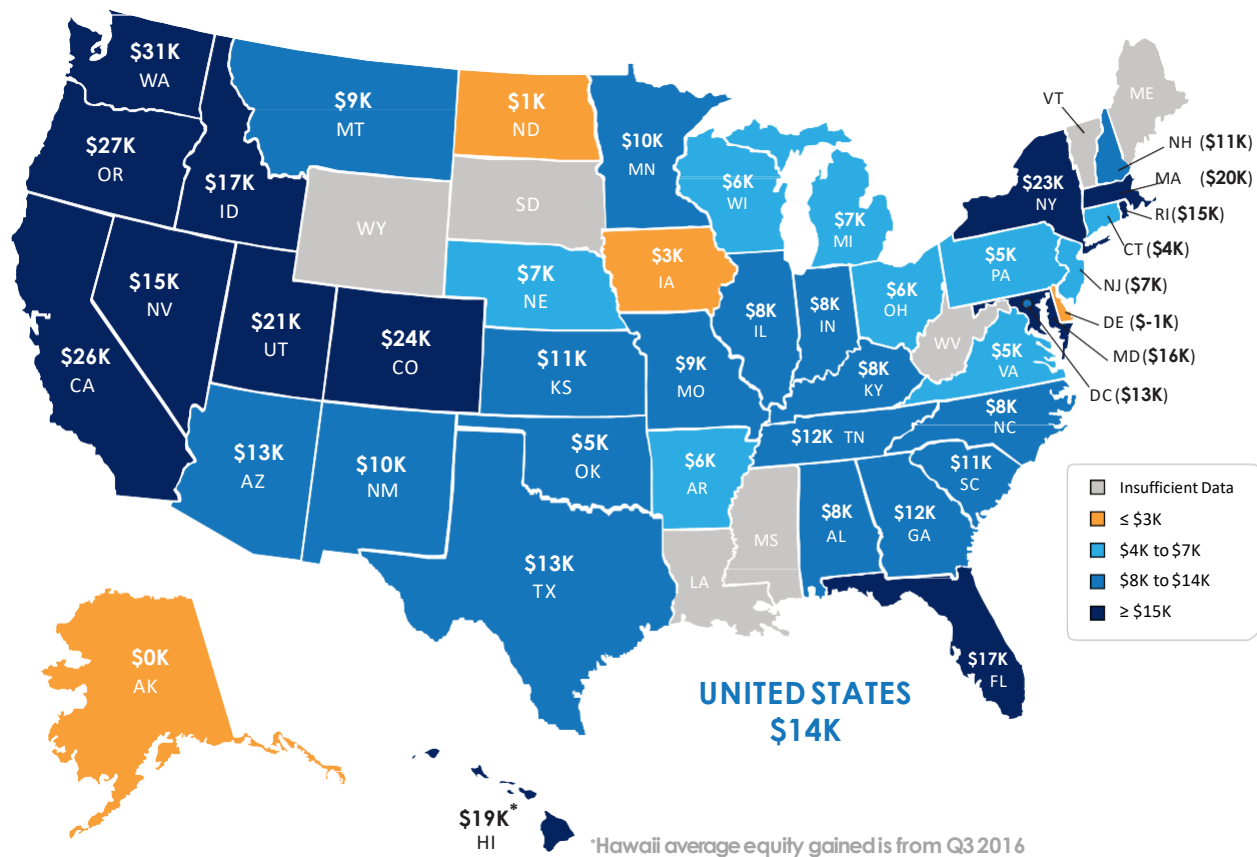 $31K
WA
$27K
OR
$17K
ID
$9K
MT
$1K
ND
$10K
MN
WY
SD
$6K
WI
$7K
MI
$23K
NY
VT
ME
NH ($11K)
MA ($20K)
RI ($15K)
CT ($4K)
NJ ($7K)
DE ($-1K)
MD ($16K)
DC ($13K)
$26K
CA
$15K
NV
$21K
UT
$24K
CO
$7K
NE
$3K
IA
$8K
IL
$8K
IN
$6K
OH
$5K
PA
WV
$5K
VA
$11K
KS
$9K
MO
$8K
KY
$8K
NC
$12K TN
$11K
SC
$13K
AZ
$10K
NM
$5K
OK
$6K
AR
MS
$8K
AL
$12K
GA
LA
$13K
TX
$17K
FL
$0K
AK
$19K*
HI
Insufficient Data
≤ $3K
$4K to $7K
$8K to $14K
≥ $15K
UNITED STATES
$14K
*Hawaii average equity gained is from Q3 2016